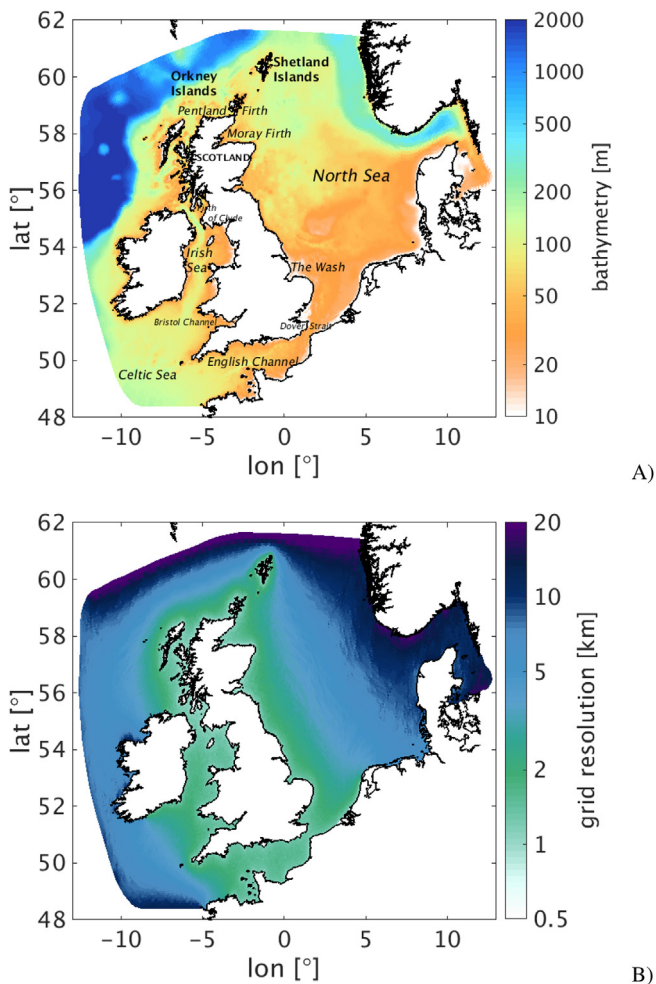 62
60
58
56
54
52
50
48
lat [°]
-10
-5
0
5
10
lon [°]
Orkney
Islands
Shetland
Islands
Pentland Firth
Moray Firth
SCOTLAND
North Sea
Firth
of Clyde
Irish
Sea
The Wash
Bristol Channel
Dover Strait
English Channel
Celtic Sea
2000
1000
500
200
100
50
20
10
bathymetry [m]
A)
62
60
58
56
54
52
50
48
lat [°]
-10
-5
0
5
10
lon [°]
20
10
5
2
1
0.5
grid resolution [km]
B)